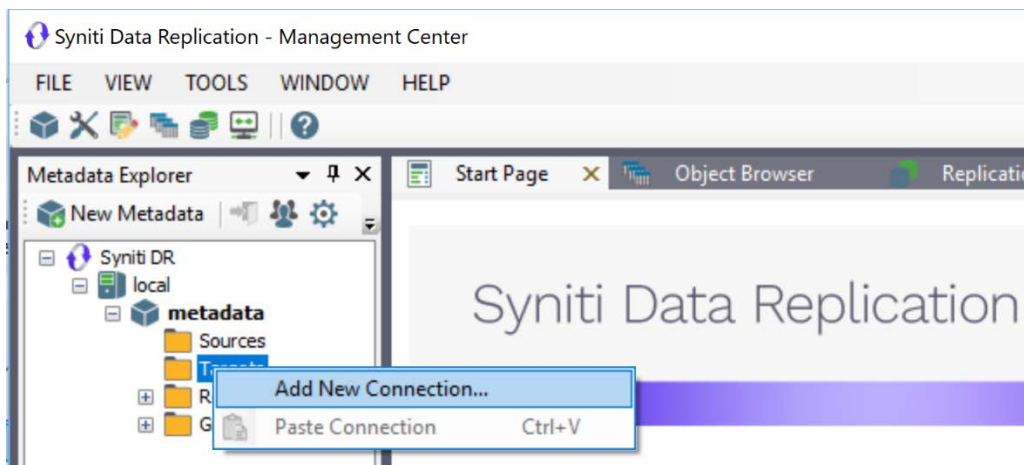 Syniti Data Replication - Management Center
FILE VIEW TOOLS WINDOW HELP
Metadata Explorer
Start Page
Object Browser
New Metadata
Syniti DR
local
metadata
Sources
Add New Connection...
Paste Connection Ctrl+V
Syniti Data Replication